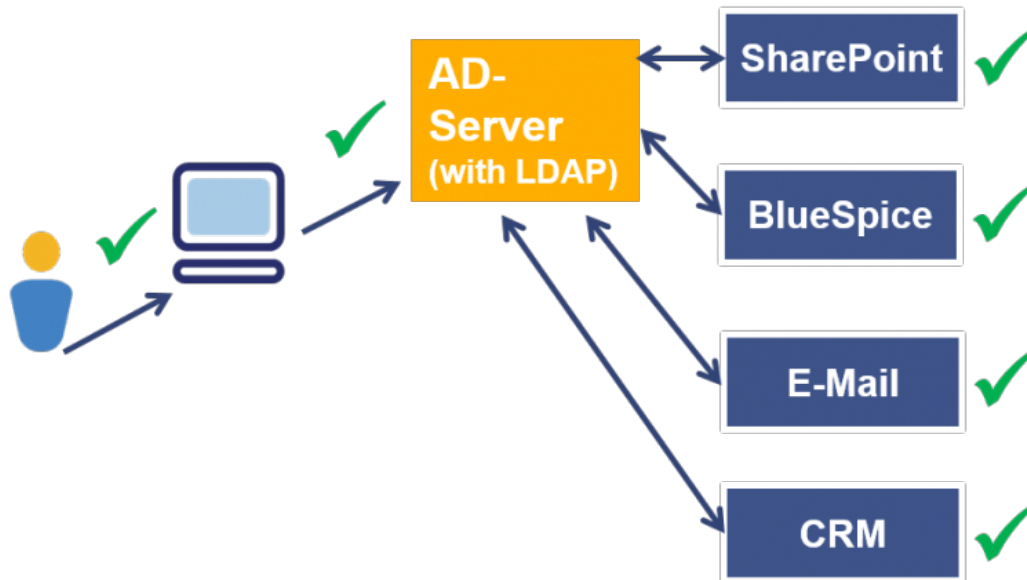 AD-
Server
(with LDAP)
SharePoint
BlueSpice
E-Mail
CRM